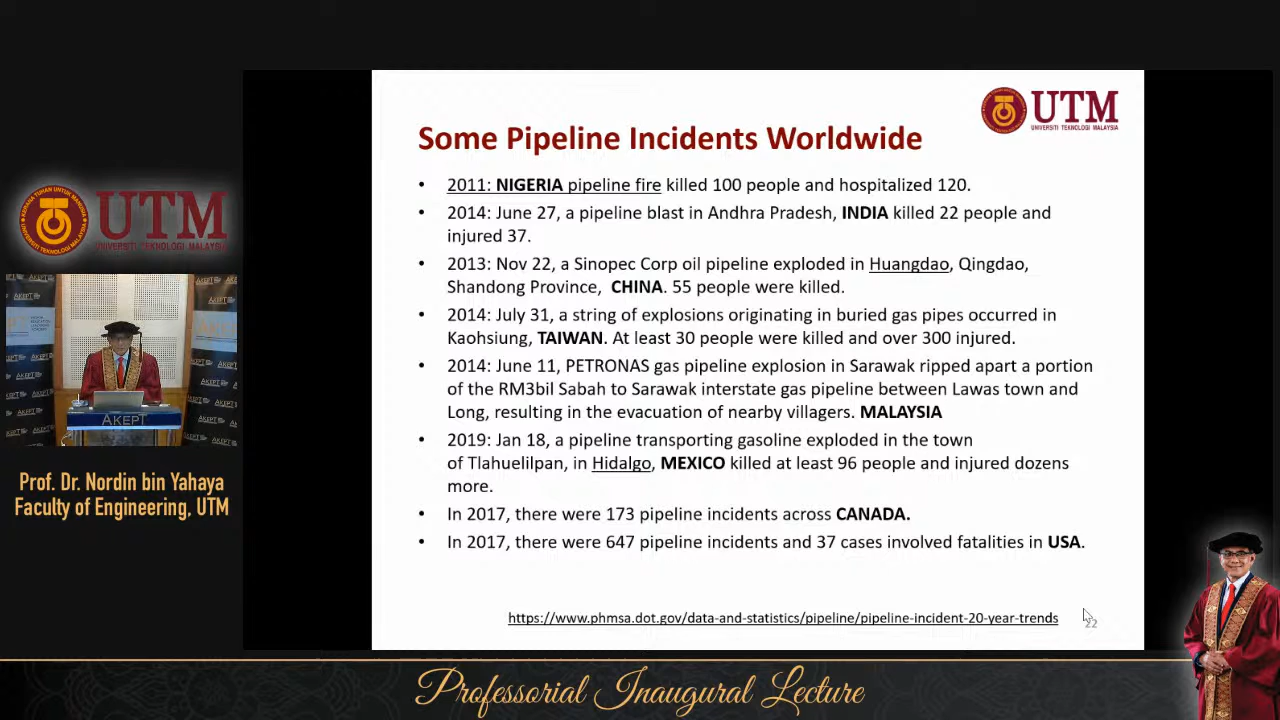 UTM
UNIVERSITI TEKNOLOGI MALAYSIA
Some Pipeline Incidents Worldwide
• 2011: NIGERIA pipeline fire killed 100 people and hospitalized 120.
• 2014: June 27, a pipeline blast in Andhra Pradesh, INDIA killed 22 people and
injured 37.
• 2013: Nov 22, a Sinopec Corp oil pipeline exploded in Huangdao, Qingdao,
Shandong Province, CHINA. 55 people were killed.
• 2014: July 31, a string of explosions originating in buried gas pipes occurred in
Kaohsiung, TAIWAN. At least 30 people were killed and over 300 injured.
• 2014: June 11, PETRONAS gas pipeline explosion in Sarawak ripped apart a portion
of the RM3bil Sabah to Sarawak interstate gas pipeline between Lawas town and
Long, resulting in the evacuation of nearby villagers. MALAYSIA
• 2019: Jan 18, a pipeline transporting gasoline exploded in the town
of Tlahuelilpan, in Hidalgo, MEXICO killed at least 96 people and injured dozens
more.
• In 2017, there were 173 pipeline incidents across CANADA.
• In 2017, there were 647 pipeline incidents and 37 cases involved fatalities in USA.
https://www.phmsa.dot.gov/data-and-statistics/pipeline/pipeline-incident-20-year-trends
22
UTM
UNIVERSITI TEKNOLOGI MALAYSIA
AKEPT
AKEPT
Prof. Dr. Nordin bin Yahaya
Faculty of Engineering, UTM
Professorial Inaugural Lecture